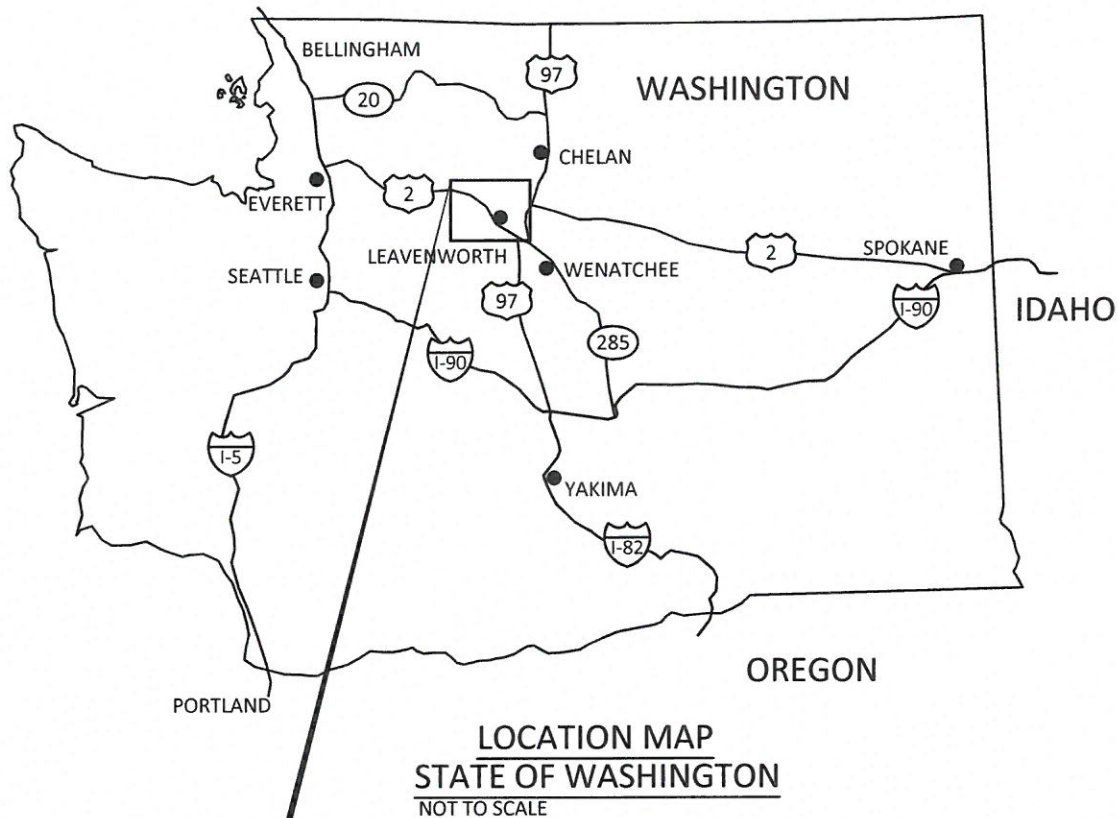 BELLINGHAM
97
20
WASHINGTON
CHELAN
2
EVERETT
LEAVENWORTH
2
SPOKANE
SEATTLE
WENATCHEE
97
I-90
IDAHO
285
I-90
I-5
YAKIMA
I-82
OREGON
PORTLAND
LOCATION MAP
STATE OF WASHINGTON
NOT TO SCALE